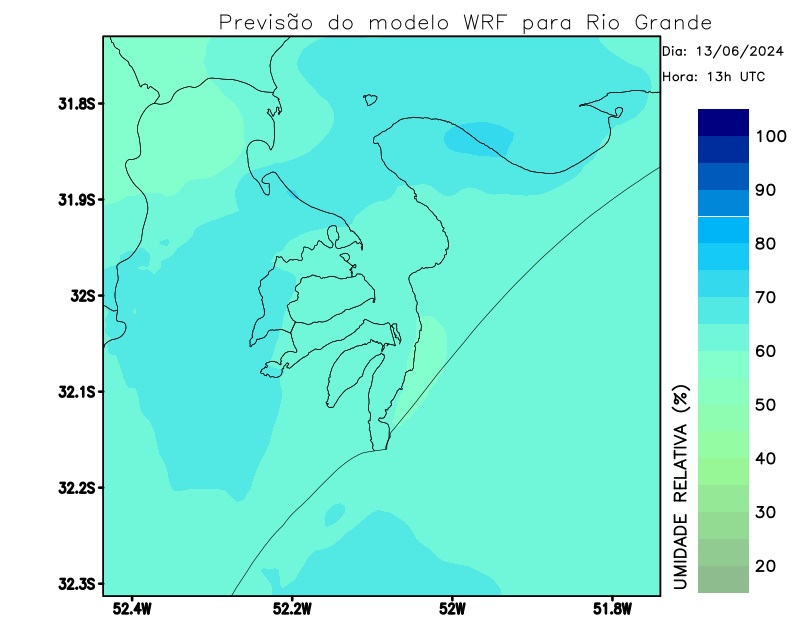 Previsão do modelo WRF para Rio Grande
Dia: 13/06/2024
Hora: 13h UTC
31.8S
31.9S
32S
32.1S
32.2S
32.3S
52.4W
52.2W
52W
51.8W
100
90
80
70
60
50
40
30
20
UMIDADE RELATIVA (%)